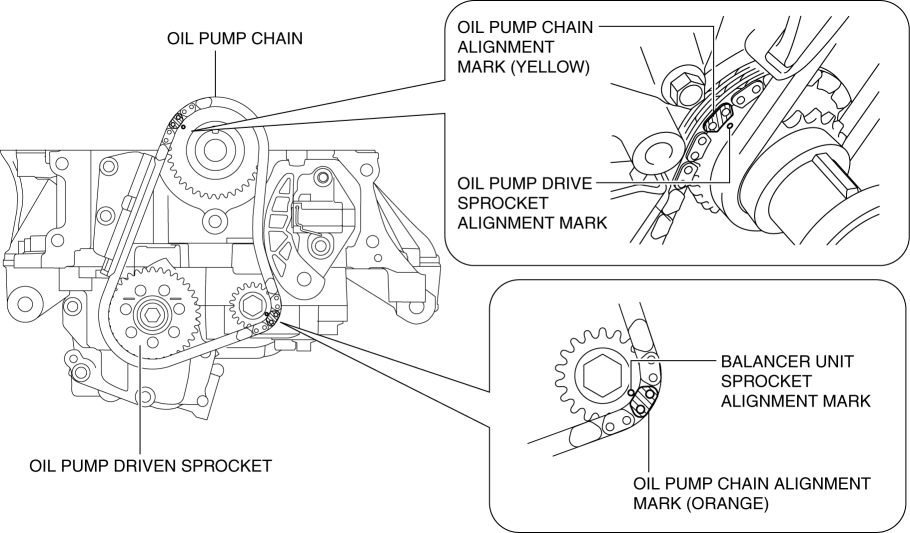 OIL PUMP CHAIN
OIL PUMP CHAIN
ALIGNMENT
MARK (YELLOW)
OIL PUMP DRIVE
SPROCKET
ALIGNMENT MARK
BALANCER UNIT
SPROCKET
ALIGNMENT MARK
OIL PUMP DRIVEN SPROCKET
OIL PUMP CHAIN ALIGNMENT
MARK (ORANGE)